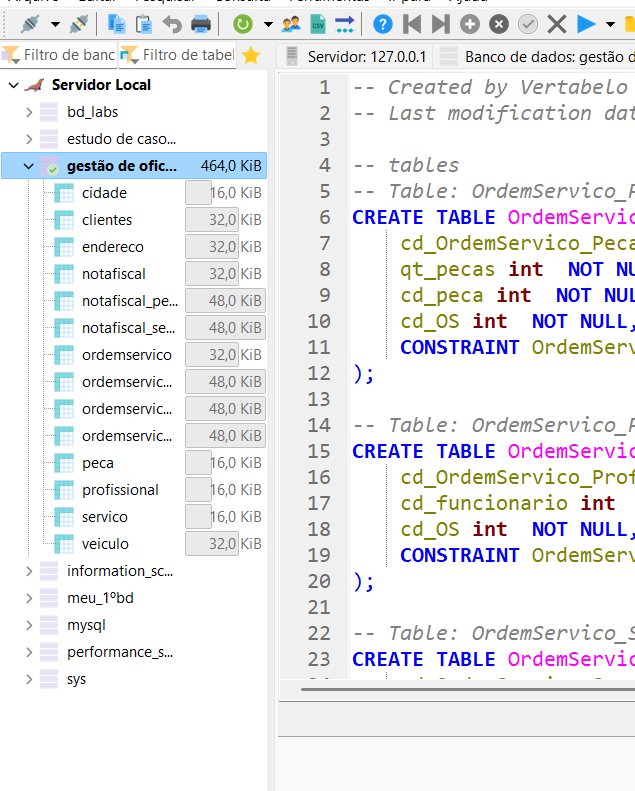 Filtro de banc
Filtro de tabel
Servidor: 127.0.0.1
Banco de dados: gestão d
Servidor Local
bd_labs
estudo de caso...
gestão de ofic... 464,0 KiB
cidade 16,0 KiB
clientes 32,0 KiB
endereco 32,0 KiB
notafiscal 32,0 KiB
notafiscal_pe... 48,0 KiB
notafiscal_se... 48,0 KiB
ordemservico 32,0 KiB
ordemservic... 48,0 KiB
ordemservic... 48,0 KiB
ordemservic... 48,0 KiB
peca 16,0 KiB
profissional 16,0 KiB
servico 16,0 KiB
veiculo 32,0 KiB
information_sc...
meu_1ºbd
mysql
performance_s...
sys
1 -- Created by Vertabelo
2 -- Last modification dat
3
4 -- tables
5 -- Table: OrdemServico_P
6 CREATE TABLE OrdemServic
7 cd_OrdemServico_Peca
8 qt_pecas int NOT NU
9 cd_peca int NOT NUL
10 cd_OS int NOT NULL,
11 CONSTRAINT OrdemServ
12 );
13
14 -- Table: OrdemServico_P
15 CREATE TABLE OrdemServic
16 cd_OrdemServico_Prof
17 cd_funcionario int
18 cd_OS int NOT NULL,
19 CONSTRAINT OrdemServ
20 );
21
22 -- Table: OrdemServico_S
23 CREATE TABLE OrdemServic